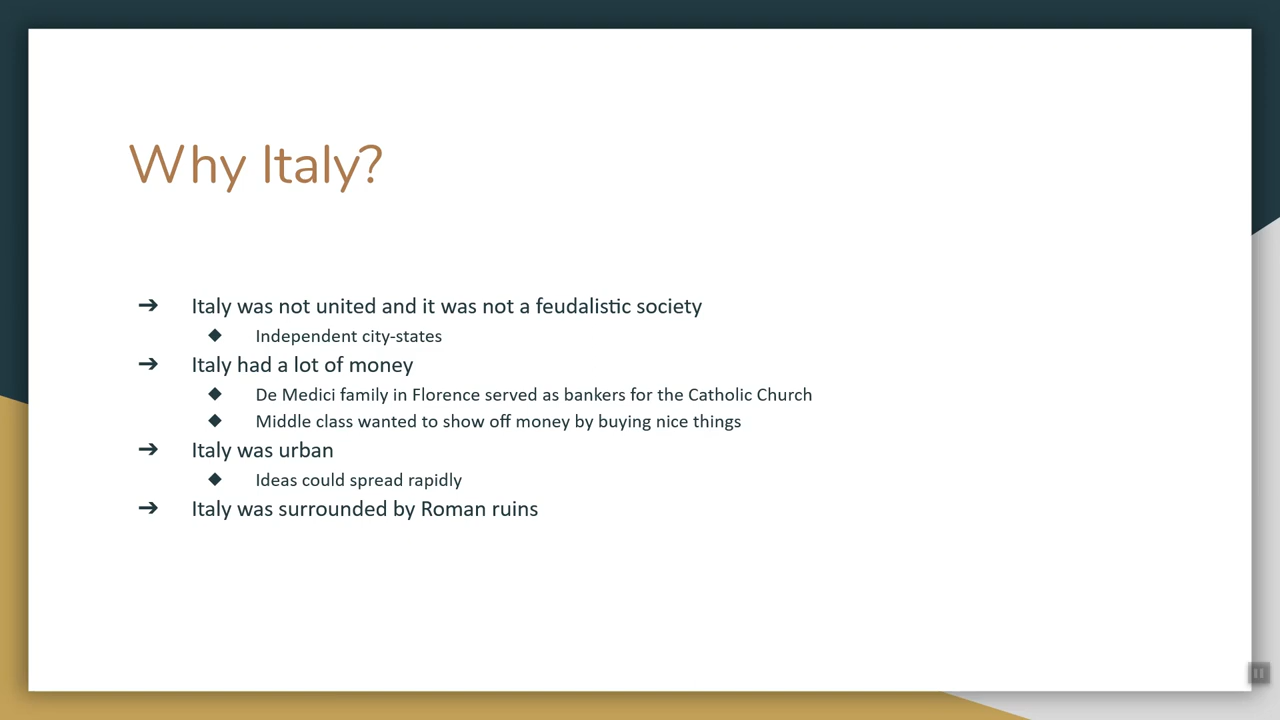 Why Italy?
➔ Italy was not united and it was not a feudalistic society
◆ Independent city-states
➔ Italy had a lot of money
◆ De Medici family in Florence served as bankers for the Catholic Church
◆ Middle class wanted to show off money by buying nice things
➔ Italy was urban
◆ Ideas could spread rapidly
➔ Italy was surrounded by Roman ruins